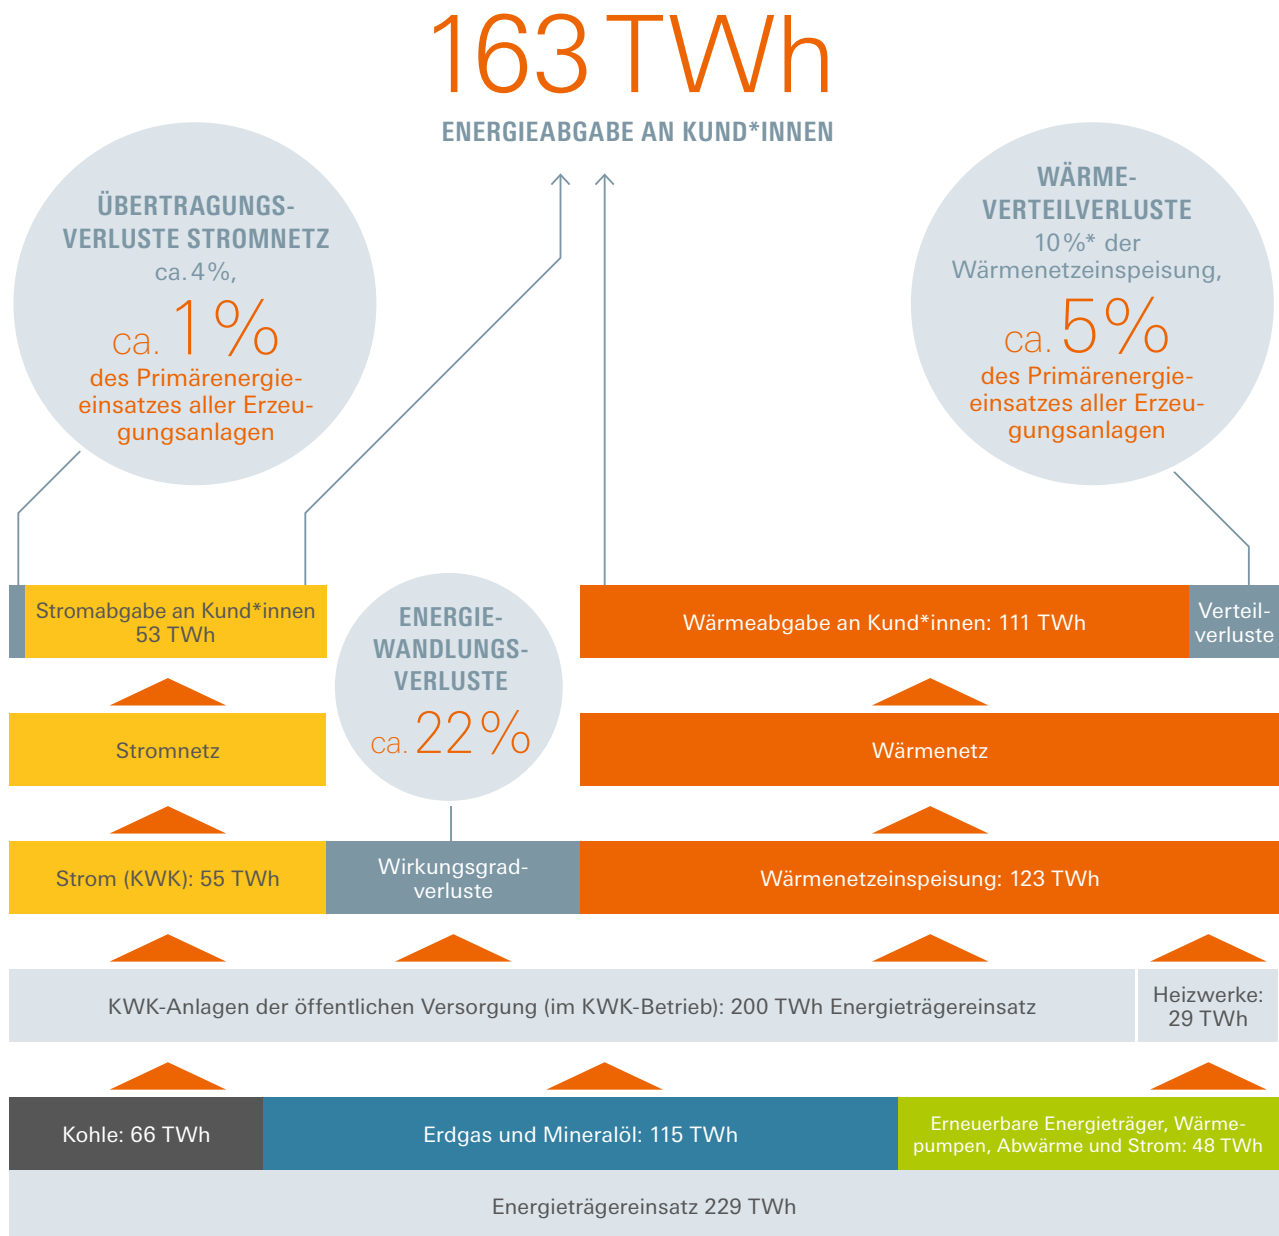 163 TWh
ENERGIEABGABE AN KUND*INNEN
ÜBERTRAGUNGS-
VERLUSTE STROMNETZ
ca. 4 %,
ca. 1 %
des Primärenergie-
einsatzes aller Erzeu-
gungsanlagen
WÄRME-
VERTEILVERLUSTE
10 %* der
Wärmenetzeinspeisung,
ca. 5 %
des Primärenergie-
einsatzes aller Erzeu-
gungsanlagen
Stromabgabe an Kund*innen
53 TWh
ENERGIE-
WANDLUNGS-
VERLUSTE
ca. 22 %
Wärmeabgabe an Kund*innen: 111 TWh
Verteil-
verluste
Stromnetz
Wärmenetz
Strom (KWK): 55 TWh
Wirkungsgrad-
verluste
Wärmenetzeinspeisung: 123 TWh
KWK-Anlagen der öffentlichen Versorgung (im KWK-Betrieb): 200 TWh Energieträgereinsatz
Heizwerke:
29 TWh
Kohle: 66 TWh
Erdgas und Mineralöl: 115 TWh
Erneuerbare Energieträger, Wärme-
pumpen, Abwärme und Strom: 48 TWh
Energieträgereinsatz 229 TWh